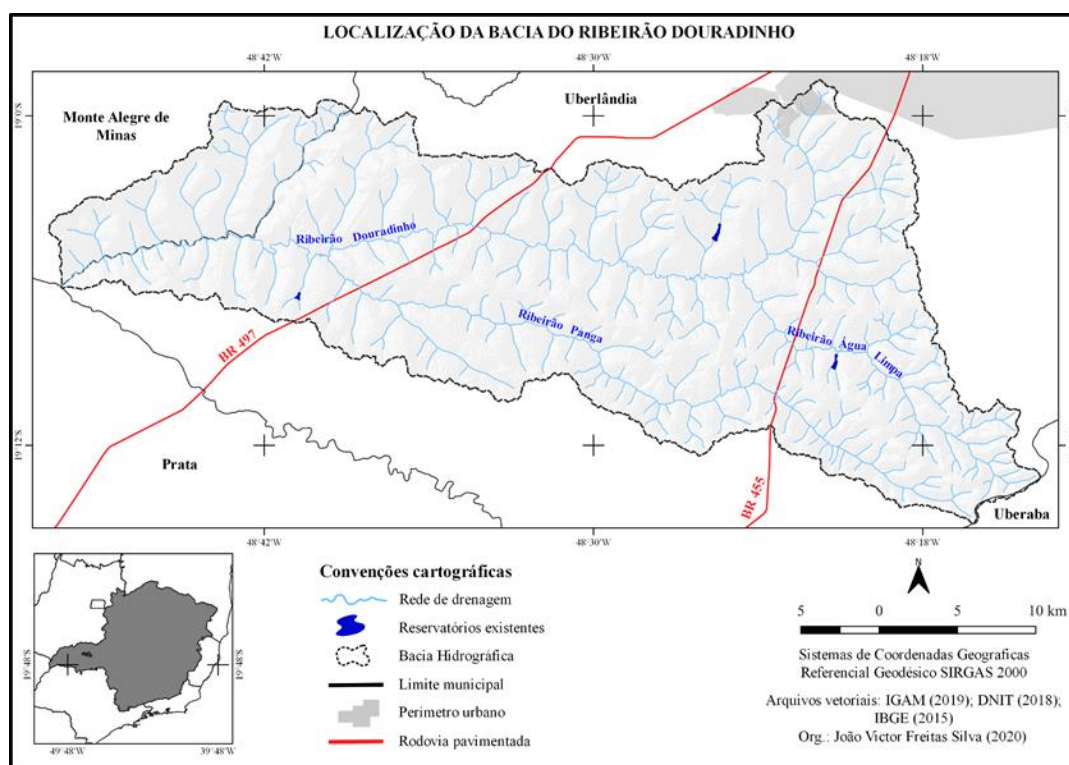 LOCALIZAÇÃO DA BACIA DO RIBEIRÃO DOURADINHO
48°42'W
48°30'W
48°18'W
19°0'S
19°0'S
Monte Alegre de
Minas
Uberlândia
Ribeirão Douradinho
Ribeirão Panga
Ribeirão Água Limpa
BR 497
BR 455
19°12'S
19°12'S
Prata
Uberaba
48°42'W
48°30'W
48°18'W
19°48'S
19°48'S
49°48'W
39°48'W
Convenções cartográficas
Rede de drenagem
Reservatórios existentes
Bacia Hidrográfica
Limite municipal
Perimetro urbano
Rodovia pavimentada
N
5 0 5 10 km
Sistemas de Coordenadas Geograficas
Referencial Geodésico SIRGAS 2000
Arquivos vetoriais: IGAM (2019); DNIT (2018);
IBGE (2015)
Org.: João Victor Freitas Silva (2020)